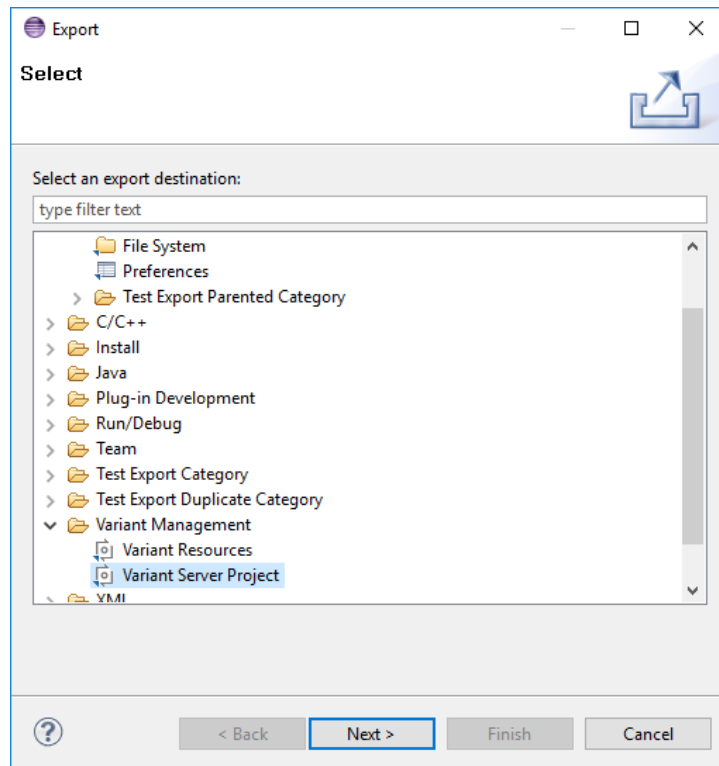 Export
Select
Select an export destination:
type filter text
File System
Preferences
Test Export Parented Category
C/C++
Install
Java
Plug-in Development
Run/Debug
Team
Test Export Category
Test Export Duplicate Category
Variant Management
Variant Resources
Variant Server Project
XML
< Back Next > Finish Cancel